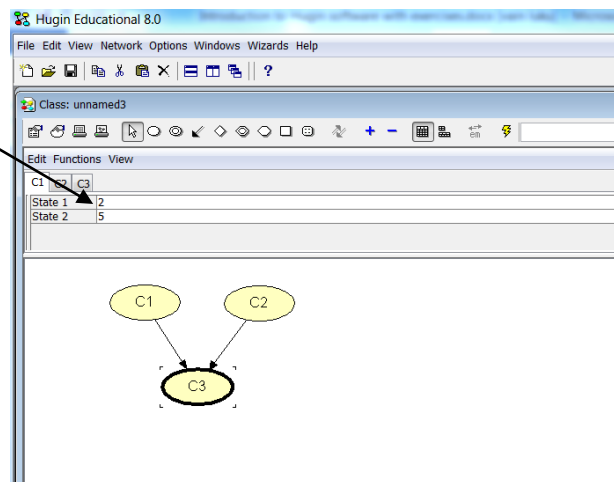 Hugin Educational 8.0
File Edit View Network Options Windows Wizards Help
?
Class: unnamed3
Edit Functions View
C1 C2 C3
State 1 2
State 2 5
C1 C2
C3